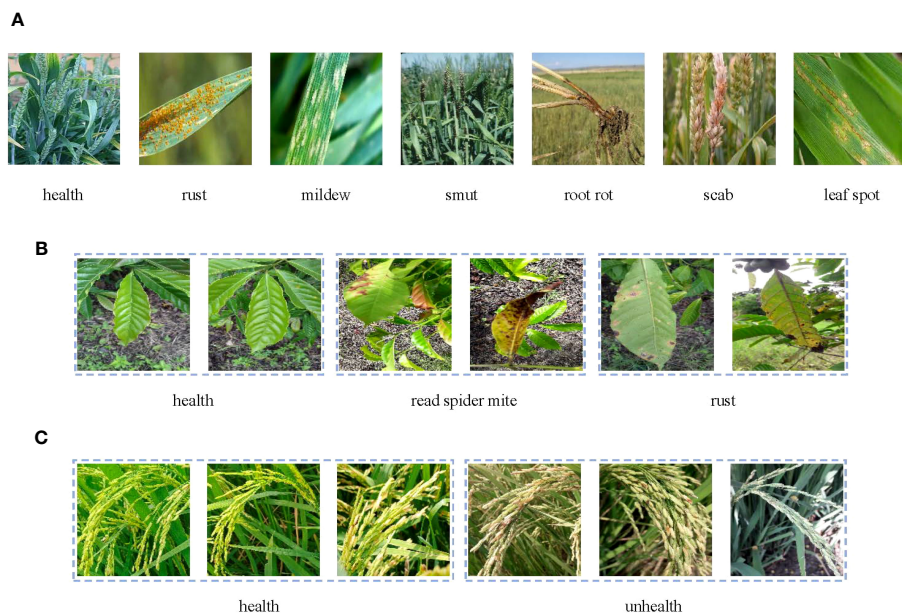 A
health rust mildew smut root rot scab leaf spot
B
health read spider mite rust
C
health unhealth